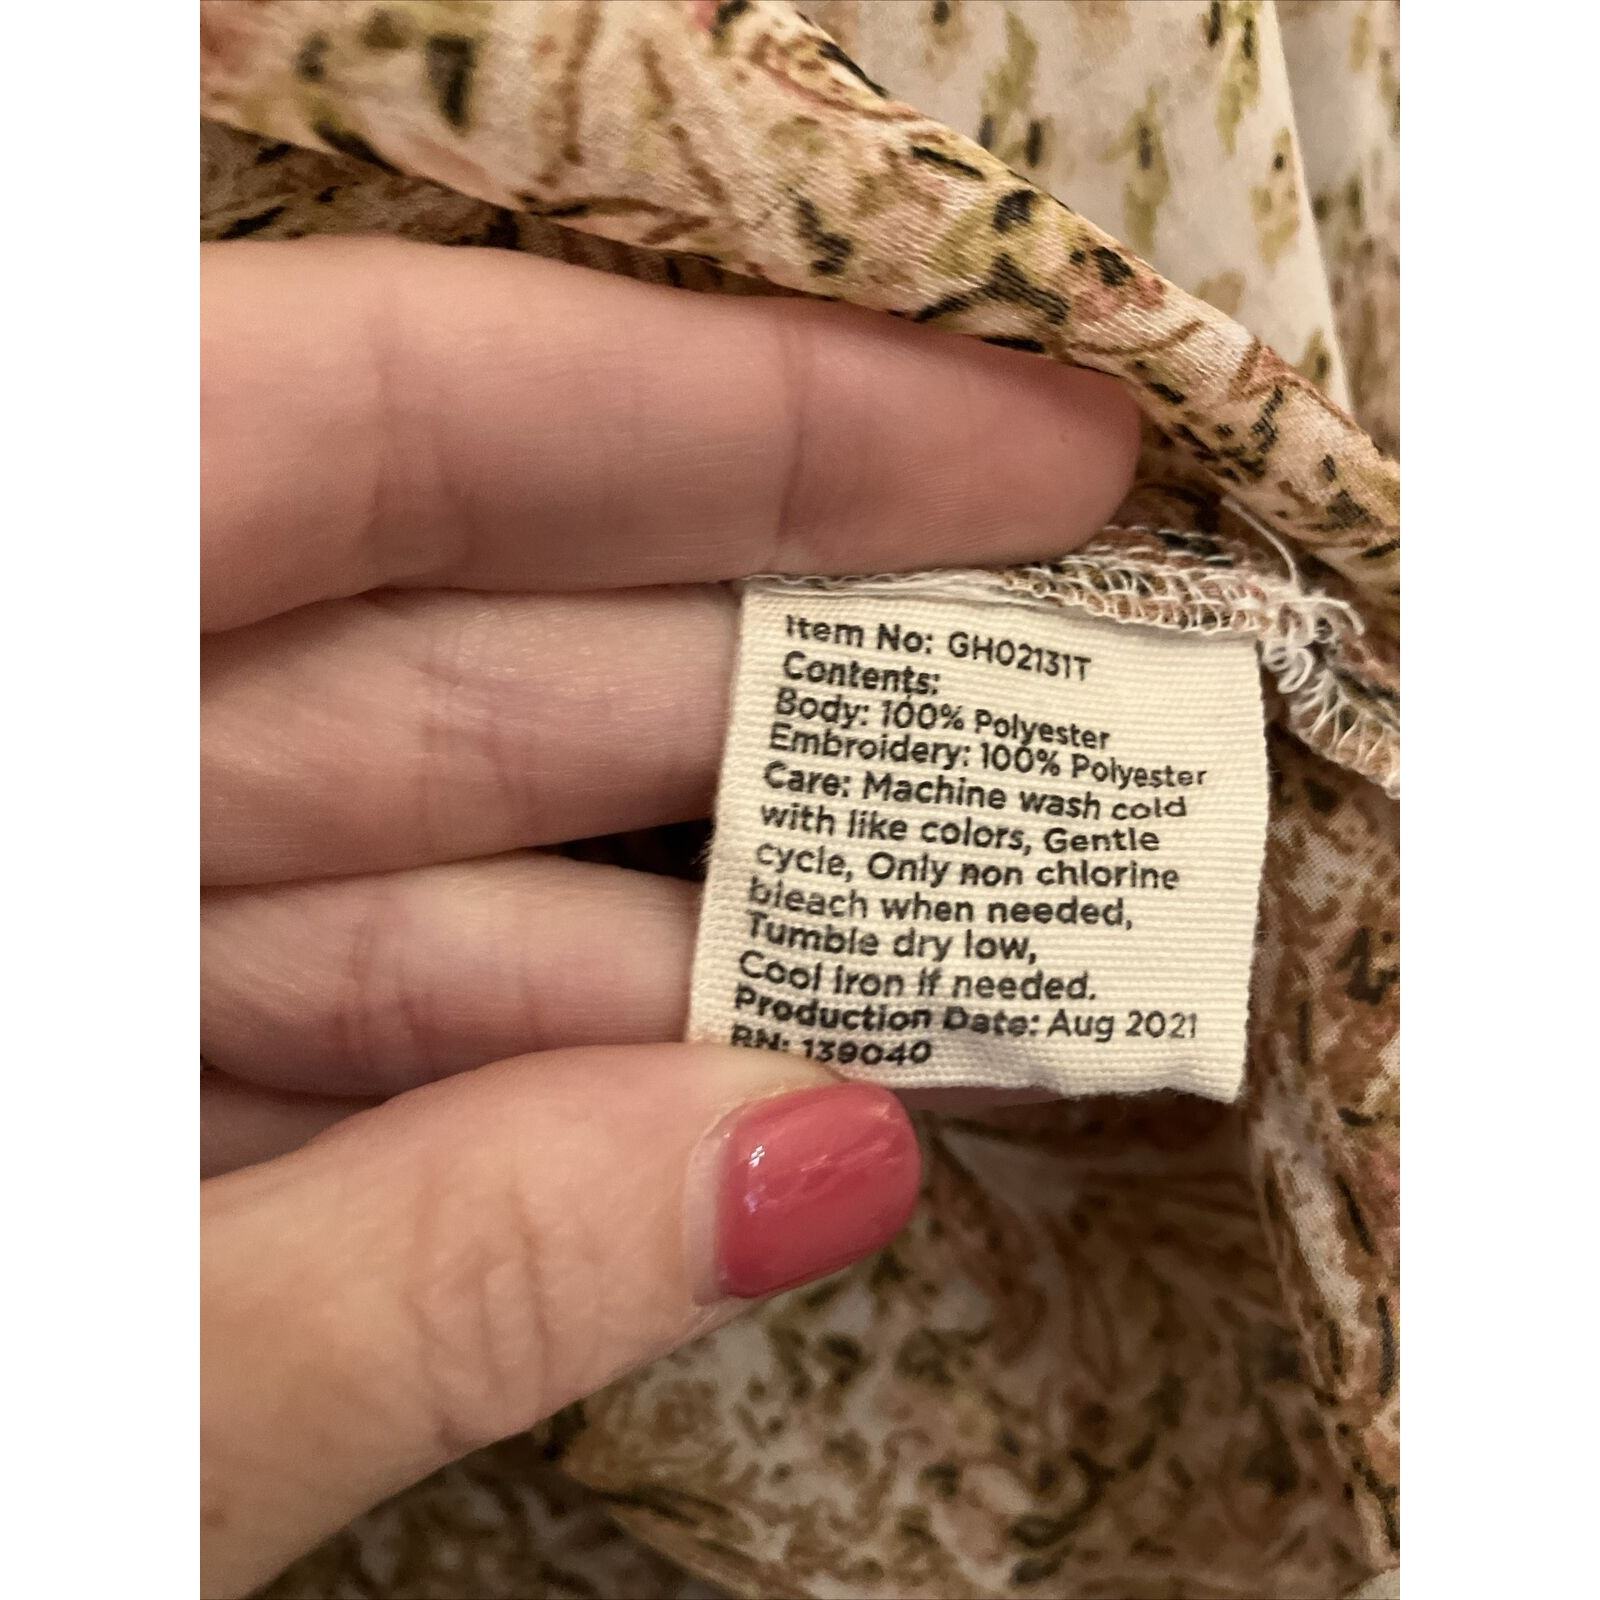 Item No: GH02131T
Contents:
Body: 100% Polyester
Embroidery: 100% Polyester
Care: Machine wash cold
with like colors, Gentle
cycle, Only non chlorine
bleach when needed,
Tumble dry low,
Cool iron if needed.
Production Date: Aug 2021
RN: 139040